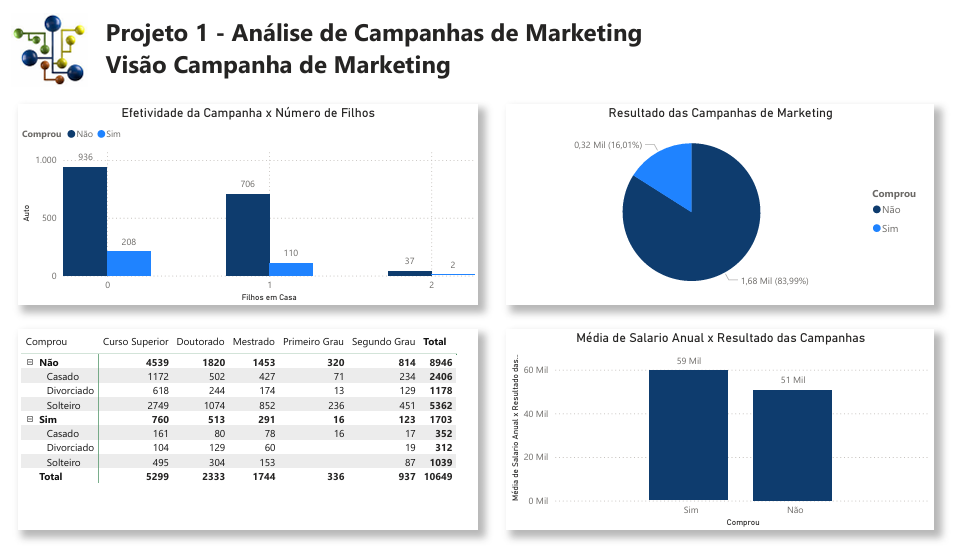 Projeto 1 - Análise de Campanhas de Marketing
Visão Campanha de Marketing
Efetividade da Campanha x Número de Filhos
Comprou Não Sim
Auto
1.000
500
0
936
208
706
110
37
2
0 1 2
Filhos em Casa
Resultado das Campanhas de Marketing
0,32 Mil (16,01%)
1,68 Mil (83,99%)
Comprou
Não
Sim
Comprou Curso Superior Doutorado Mestrado Primeiro Grau Segundo Grau Total
Não 4539 1820 1453 320 814 8946
Casado 1172 502 427 71 234 2406
Divorciado 618 244 174 13 129 1178
Solteiro 2749 1074 852 236 451 5362
Sim 760 513 291 16 123 1703
Casado 161 80 78 16 17 352
Divorciado 104 129 60 19 312
Solteiro 495 304 153 87 1039
Total 5299 2333 1744 336 937 10649
Média de Salario Anual x Resultado das Campanhas
Média de Salario Anual x Resultado das...
60 Mil
40 Mil
20 Mil
0 Mil
59 Mil
51 Mil
Sim Não
Comprou